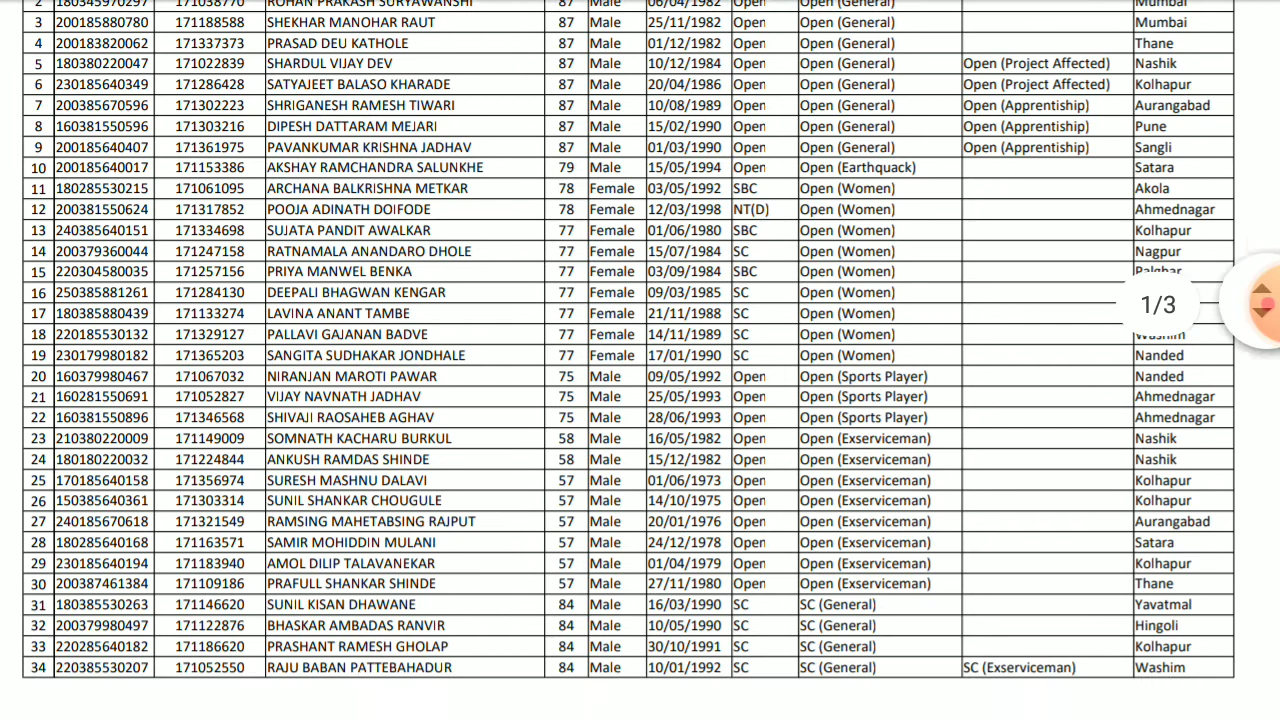 2 180345970297 171038770 ROHAN PRAKASH SURYAWANSHI 87 Male 06/04/1982 Open Open (General) Mumbai
3 200185880780 171188588 SHEKHAR MANOHAR RAUT 87 Male 25/11/1982 Open Open (General) Mumbai
4 200183820062 171337373 PRASAD DEU KATHOLE 87 Male 01/12/1982 Open Open (General) Thane
5 180380220047 171022839 SHARDUL VIJAY DEV 87 Male 10/12/1984 Open Open (General) Open (Project Affected) Nashik
6 230185640349 171286428 SATYAJEET BALASO KHARADE 87 Male 20/04/1986 Open Open (General) Open (Project Affected) Kolhapur
7 200385670596 171302223 SHRIGANESH RAMESH TIWARI 87 Male 10/08/1989 Open Open (General) Open (Apprentiship) Aurangabad
8 160381550596 171303216 DIPESH DATTARAM MEJARI 87 Male 15/02/1990 Open Open (General) Open (Apprentiship) Pune
9 200185640407 171361975 PAVANKUMAR KRISHNA JADHAV 87 Male 01/03/1990 Open Open (General) Open (Apprentiship) Sangli
10 200185640017 171153386 AKSHAY RAMCHANDRA SALUNKHE 79 Male 15/05/1994 Open Open (Earthquack) Satara
11 180285530215 171061095 ARCHANA BALKRISHNA METKAR 78 Female 03/05/1992 SBC Open (Women) Akola
12 200381550624 171317852 POOJA ADINATH DOIFODE 78 Female 12/03/1998 NT(D) Open (Women) Ahmednagar
13 240385640151 171334698 SUJATA PANDIT AWALKAR 77 Female 01/06/1980 SBC Open (Women) Kolhapur
14 200379360044 171247158 RATNAMALA ANANDARO DHOLE 77 Female 15/07/1984 SC Open (Women) Nagpur
15 220304580035 171257156 PRIYA MANWEL BENKA 77 Female 03/09/1984 SBC Open (Women) Palghar
16 250385881261 171284130 DEEPALI BHAGWAN KENGAR 77 Female 09/03/1985 SC Open (Women)
17 180385880439 171133274 LAVINA ANANT TAMBE 77 Female 21/11/1988 SC Open (Women)
1/3
18 220185530132 171329127 PALLAVI GAJANAN BADVE 77 Female 14/11/1989 SC Open (Women) Washim
19 230179980182 171365203 SANGITA SUDHAKAR JONDHALE 77 Female 17/01/1990 SC Open (Women) Nanded
20 160379980467 171067032 NIRANJAN MAROTI PAWAR 75 Male 09/05/1992 Open Open (Sports Player) Nanded
21 160281550691 171052827 VIJAY NAVNATH JADHAV 75 Male 25/05/1993 Open Open (Sports Player) Ahmednagar
22 160381550896 171346568 SHIVAJI RAOSAHEB AGHAV 75 Male 28/06/1993 Open Open (Sports Player) Ahmednagar
23 210380220009 171149009 SOMNATH KACHARU BURKUL 58 Male 16/05/1982 Open Open (Exserviceman) Nashik
24 180180220032 171224844 ANKUSH RAMDAS SHINDE 58 Male 15/12/1982 Open Open (Exserviceman) Nashik
25 170185640158 171356974 SURESH MASHNU DALAVI 57 Male 01/06/1973 Open Open (Exserviceman) Kolhapur
26 150385640361 171303314 SUNIL SHANKAR CHOUGULE 57 Male 14/10/1975 Open Open (Exserviceman) Kolhapur
27 240185670618 171321549 RAMSING MAHETABSING RAJPUT 57 Male 20/01/1976 Open Open (Exserviceman) Aurangabad
28 180285640168 171163571 SAMIR MOHIDDIN MULANI 57 Male 24/12/1978 Open Open (Exserviceman) Satara
29 230185640194 171183940 AMOL DILIP TALAVANEKAR 57 Male 01/04/1979 Open Open (Exserviceman) Kolhapur
30 200387461384 171109186 PRAFULL SHANKAR SHINDE 57 Male 27/11/1980 Open Open (Exserviceman) Thane
31 180385530263 171146620 SUNIL KISAN DHAWANE 84 Male 16/03/1990 SC SC (General) Yavatmal
32 200379980497 171122876 BHASKAR AMBADAS RANVIR 84 Male 10/05/1990 SC SC (General) Hingoli
33 220285640182 171186620 PRASHANT RAMESH GHOLAP 84 Male 30/10/1991 SC SC (General) Kolhapur
34 220385530207 171052550 RAJU BABAN PATTEBAHADUR 84 Male 10/01/1992 SC SC (General) SC (Exserviceman) Washim